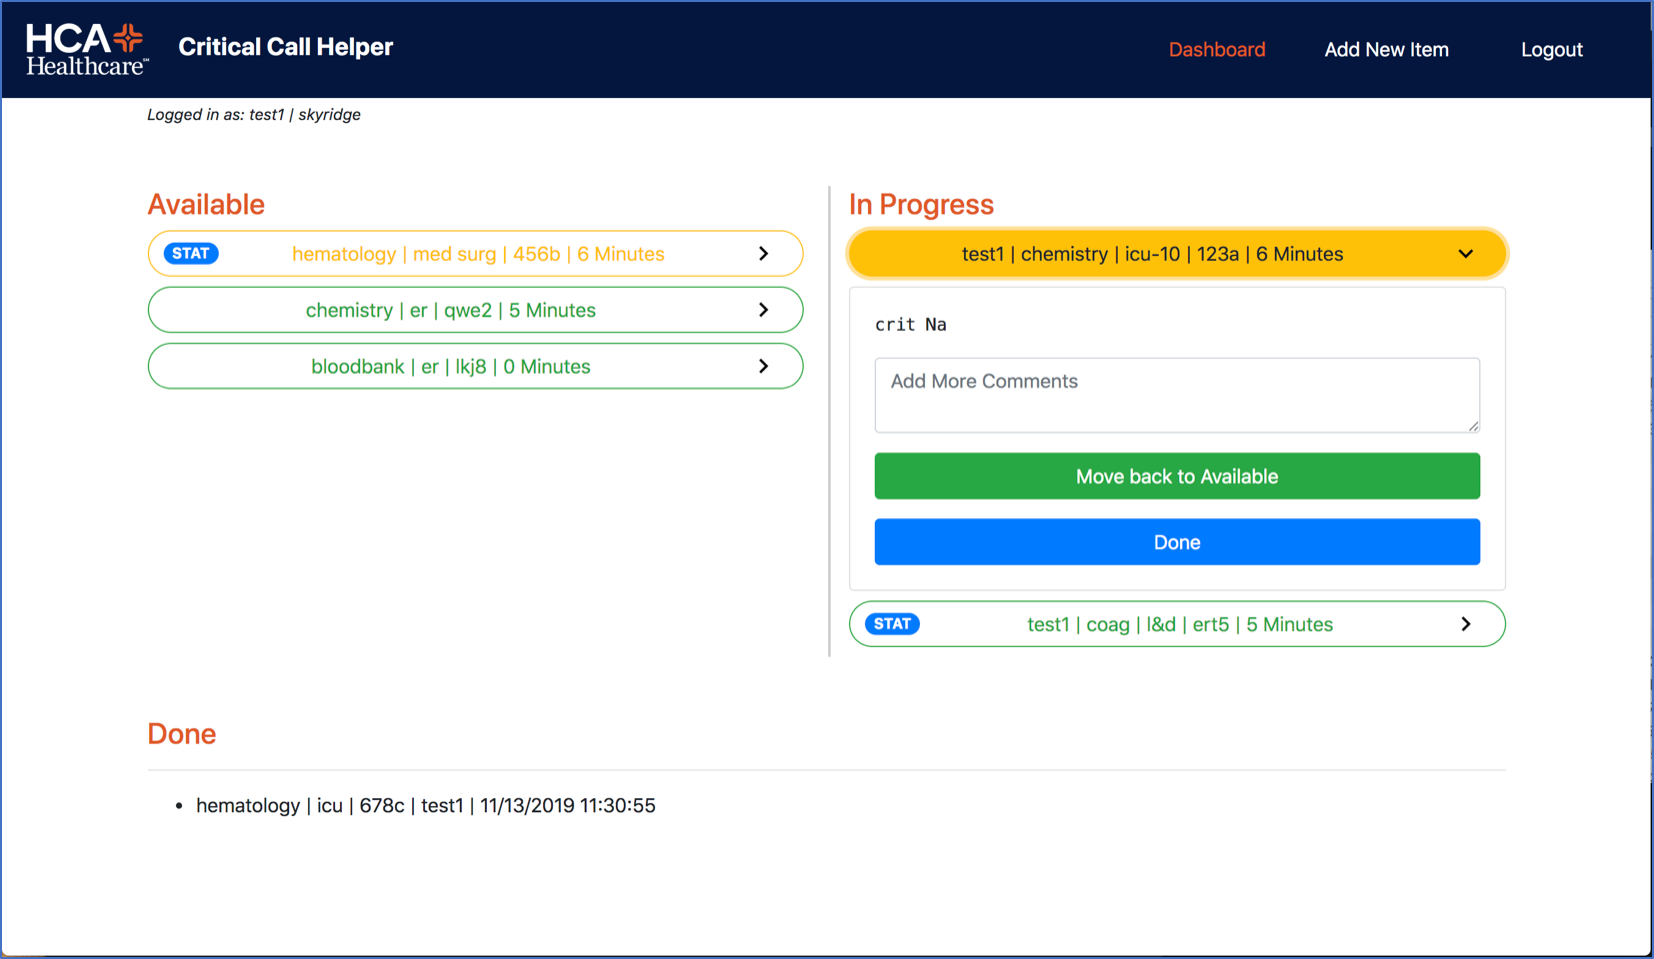 HCA
Healthcare℠
Critical Call Helper
Dashboard
Add New Item
Logout
Logged in as: test1 | skyridge
Available
STAT hematology | med surg | 456b | 6 Minutes
chemistry | er | qwe2 | 5 Minutes
bloodbank | er | lkj8 | 0 Minutes
In Progress
test1 | chemistry | icu-10 | 123a | 6 Minutes
crit Na
Add More Comments
Move back to Available
Done
STAT test1 | coag | l&d | ert5 | 5 Minutes
Done
• hematology | icu | 678c | test1 | 11/13/2019 11:30:55